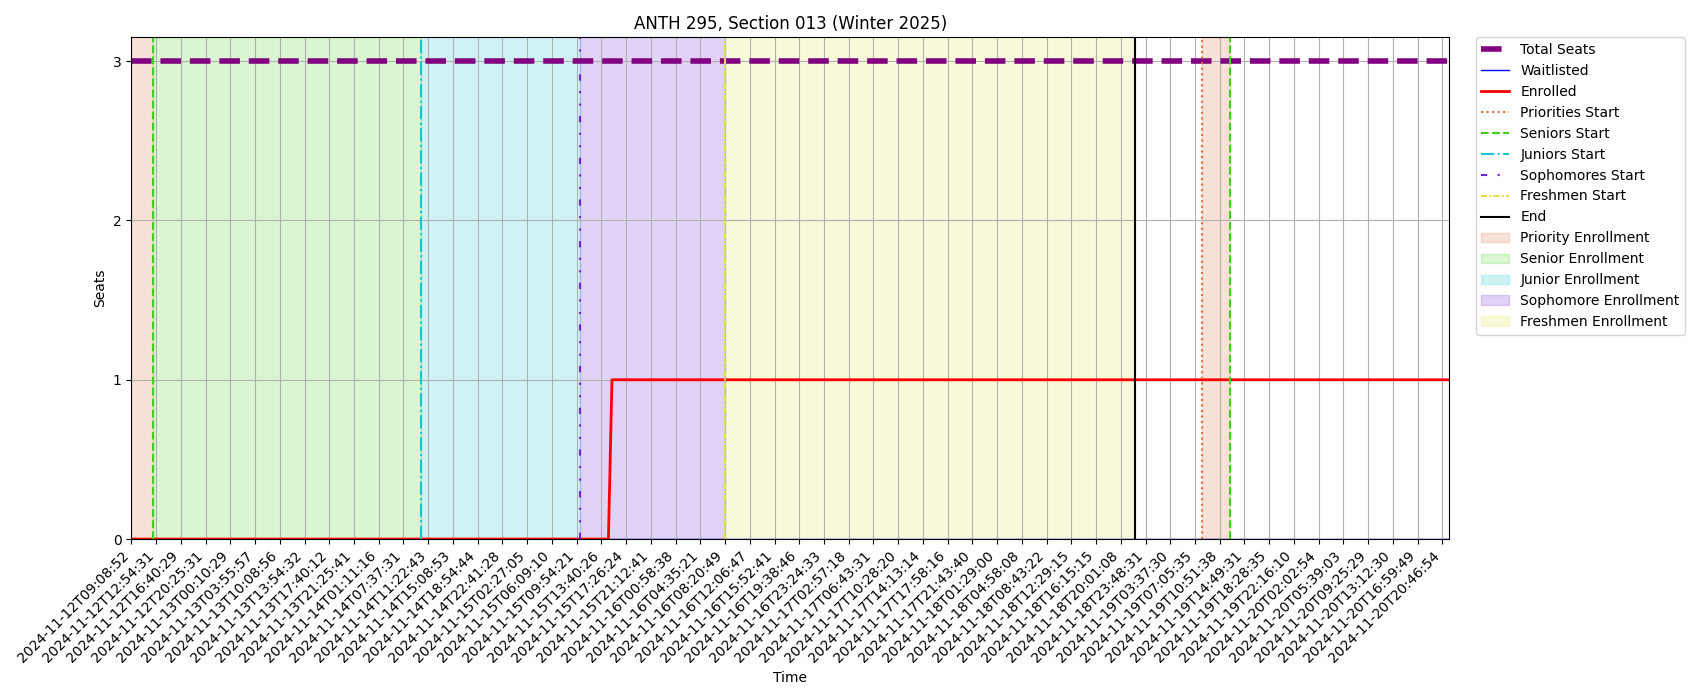 ANTH 295, Section 013 (Winter 2025)
Seats
3
2
1
0
2024-11-12T09:08:52
2024-11-12T12:54:31
2024-11-12T16:40:29
2024-11-12T20:25:31
2024-11-13T00:10:29
2024-11-13T03:55:57
2024-11-13T10:08:56
2024-11-13T13:54:32
2024-11-13T17:40:12
2024-11-13T21:25:41
2024-11-14T01:11:16
2024-11-14T07:37:31
2024-11-14T11:22:43
2024-11-14T15:08:53
2024-11-14T18:54:44
2024-11-14T22:41:28
2024-11-15T02:27:05
2024-11-15T06:09:10
2024-11-15T09:54:21
2024-11-15T13:40:26
2024-11-15T17:26:24
2024-11-15T21:12:41
2024-11-16T00:58:38
2024-11-16T04:35:21
2024-11-16T08:20:49
2024-11-16T12:06:47
2024-11-16T15:52:41
2024-11-16T19:38:46
2024-11-16T23:24:33
2024-11-17T02:57:18
2024-11-17T06:43:31
2024-11-17T10:28:20
2024-11-17T14:13:14
2024-11-17T17:58:16
2024-11-17T21:43:40
2024-11-18T01:29:00
2024-11-18T04:58:08
2024-11-18T08:43:22
2024-11-18T12:29:15
2024-11-18T16:15:15
2024-11-18T20:01:08
2024-11-18T23:48:31
2024-11-19T03:37:30
2024-11-19T07:05:35
2024-11-19T10:51:38
2024-11-19T14:49:31
2024-11-19T18:28:35
2024-11-19T22:16:10
2024-11-20T02:02:54
2024-11-20T05:39:03
2024-11-20T09:25:29
2024-11-20T13:12:30
2024-11-20T16:59:49
2024-11-20T20:46:54
Time
Total Seats
Waitlisted
Enrolled
Priorities Start
Seniors Start
Juniors Start
Sophomores Start
Freshmen Start
End
Priority Enrollment
Senior Enrollment
Junior Enrollment
Sophomore Enrollment
Freshmen Enrollment